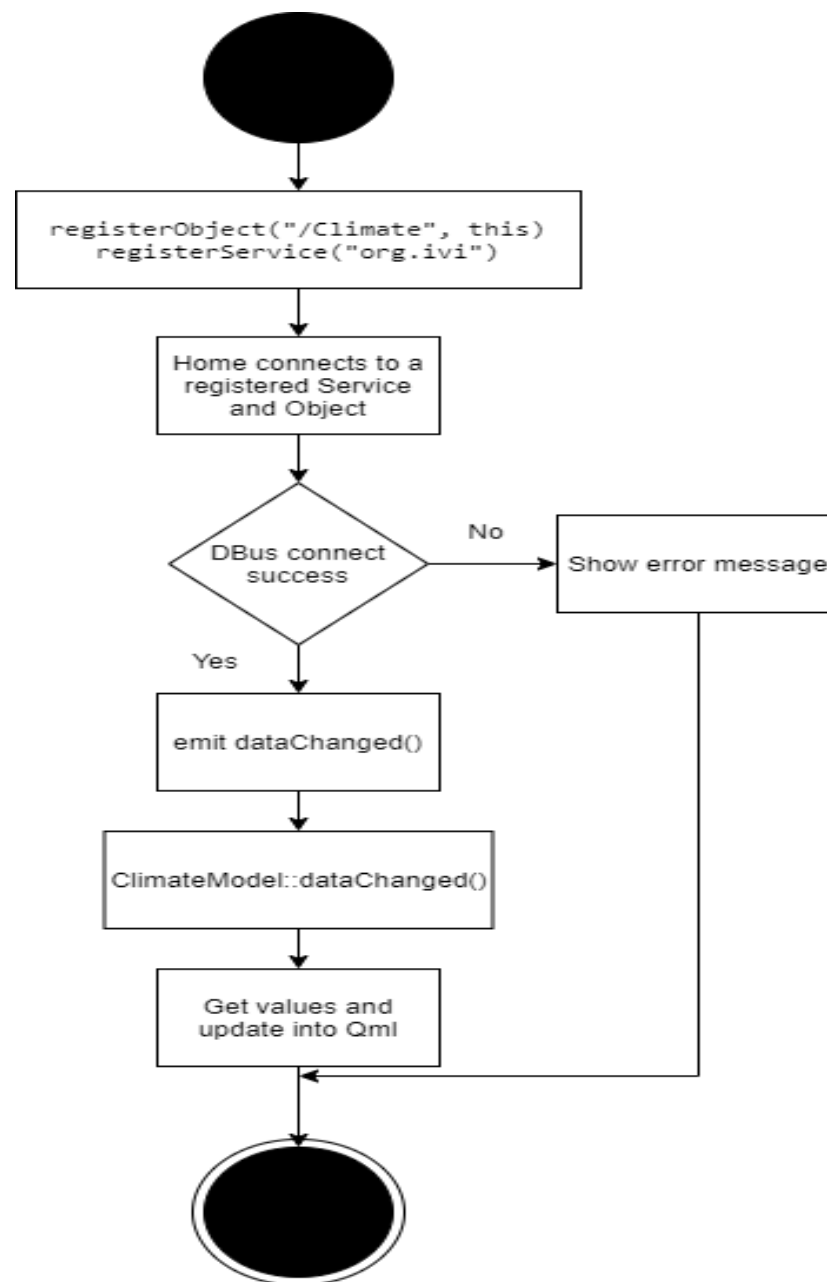 registerObject("/Climate", this)
registerService("org.ivi")
Home connects to a
registered Service
and Object
DBus connect
success
No
Show error message
Yes
emit dataChanged()
ClimateModel::dataChanged()
Get values and
update into Qml